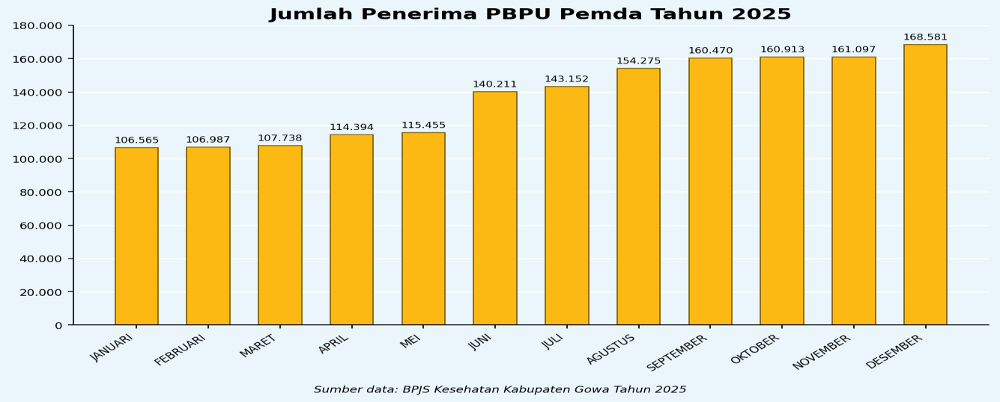 Jumlah Penerima PBPU Pemda Tahun 2025
180.000
160.000
140.000
120.000
100.000
80.000
60.000
40.000
20.000
0
106.565
106.987
107.738
114.394
115.455
140.211
143.152
154.275
160.470
160.913
161.097
168.581
JANUARI
FEBRUARI
MARET
APRIL
MEI
JUNI
JULI
AGUSTUS
SEPTEMBER
OKTOBER
NOVEMBER
DESEMBER
Sumber data: BPJS Kesehatan Kabupaten Gowa Tahun 2025